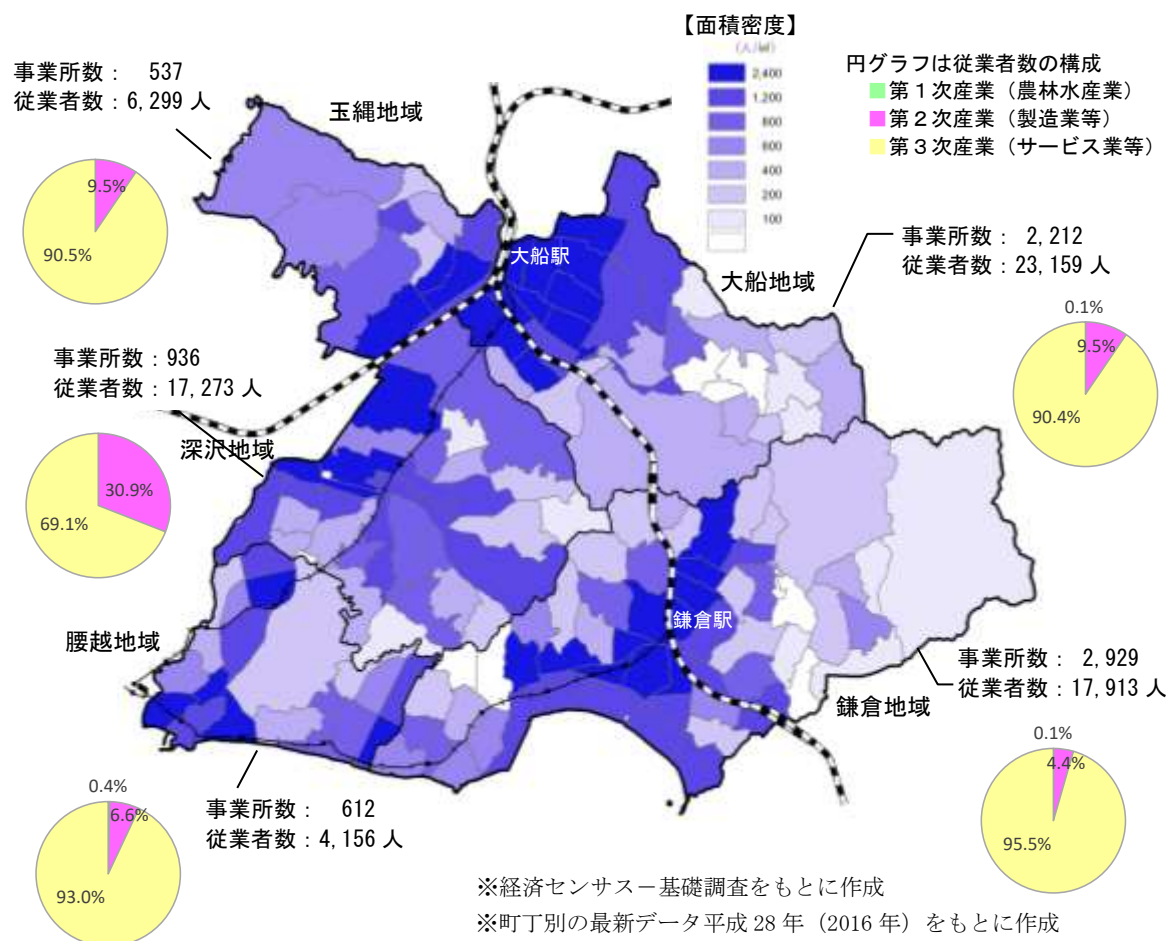 【面積密度】
(人/㎢)
2,400
1,200
800
600
400
200
100
円グラフは従業者数の構成
第１次産業（農林水産業）
第２次産業（製造業等）
第３次産業（サービス業等）
事業所数： 537
従業者数：6,299 人
玉縄地域
9.5%
90.5%
大船駅
大船地域
事業所数： 2,212
従業者数：23,159 人
0.1%
9.5%
90.4%
事業所数：936
従業者数：17,273 人
深沢地域
30.9%
69.1%
腰越地域
鎌倉駅
鎌倉地域
事業所数： 2,929
従業者数：17,913 人
0.1%
4.4%
95.5%
事業所数： 612
従業者数：4,156 人
0.4%
6.6%
93.0%
※経済センサス－基礎調査をもとに作成
※町丁別の最新データ平成 28 年（2016 年）をもとに作成